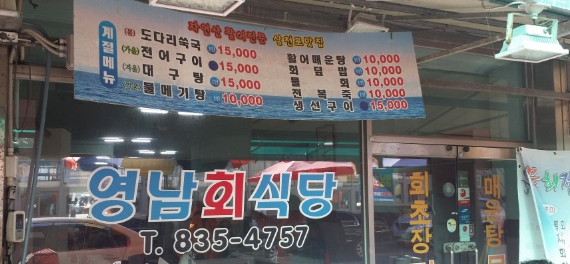 자연산 활어전문 삼천포맛집
계절메뉴
(봄) 도다리쑥국 15,000
(가을) 전어구이 15,000
(겨울) 대구탕 15,000
물메기탕 10,000
활어매운탕 10,000
회덮밥 10,000
물회 10,000
전복죽 10,000
생선구이 15,000
영남회식당
T. 835-4757
회초장
매운탕